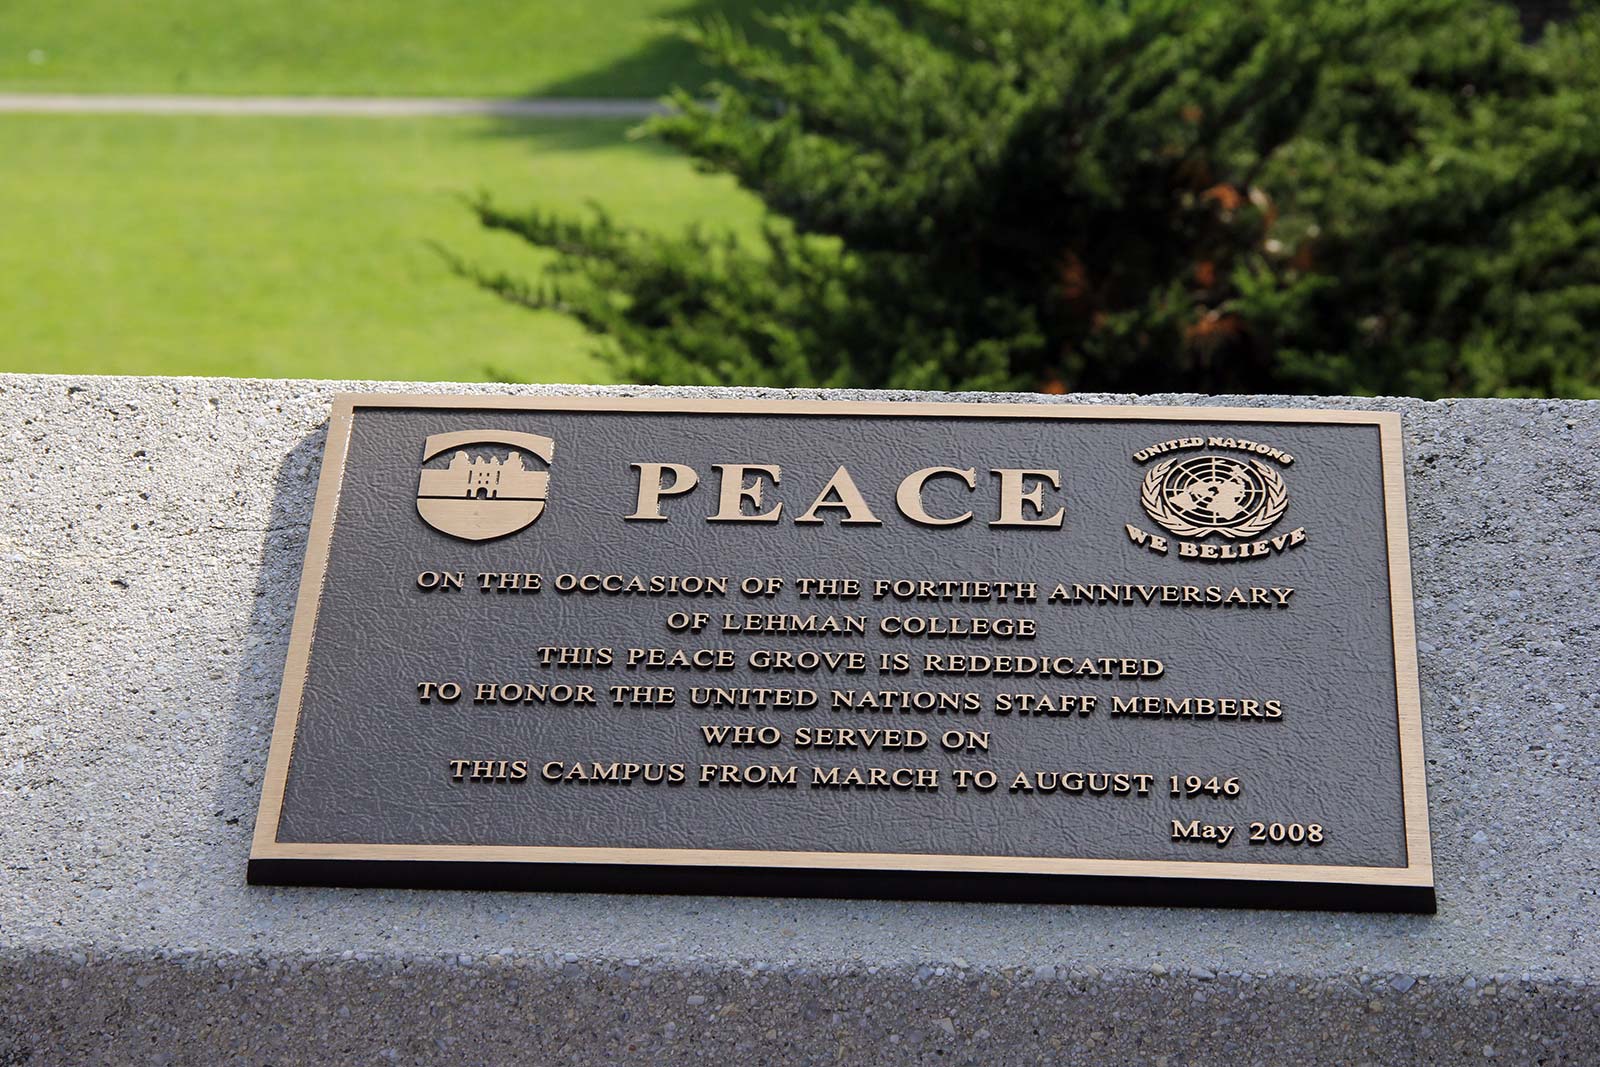 PEACE
UNITED NATIONS
WE BELIEVE
ON THE OCCASION OF THE FORTIETH ANNIVERSARY
OF LEHMAN COLLEGE
THIS PEACE GROVE IS REDEDICATED
TO HONOR THE UNITED NATIONS STAFF MEMBERS
WHO SERVED ON
THIS CAMPUS FROM MARCH TO AUGUST 1946
May 2008